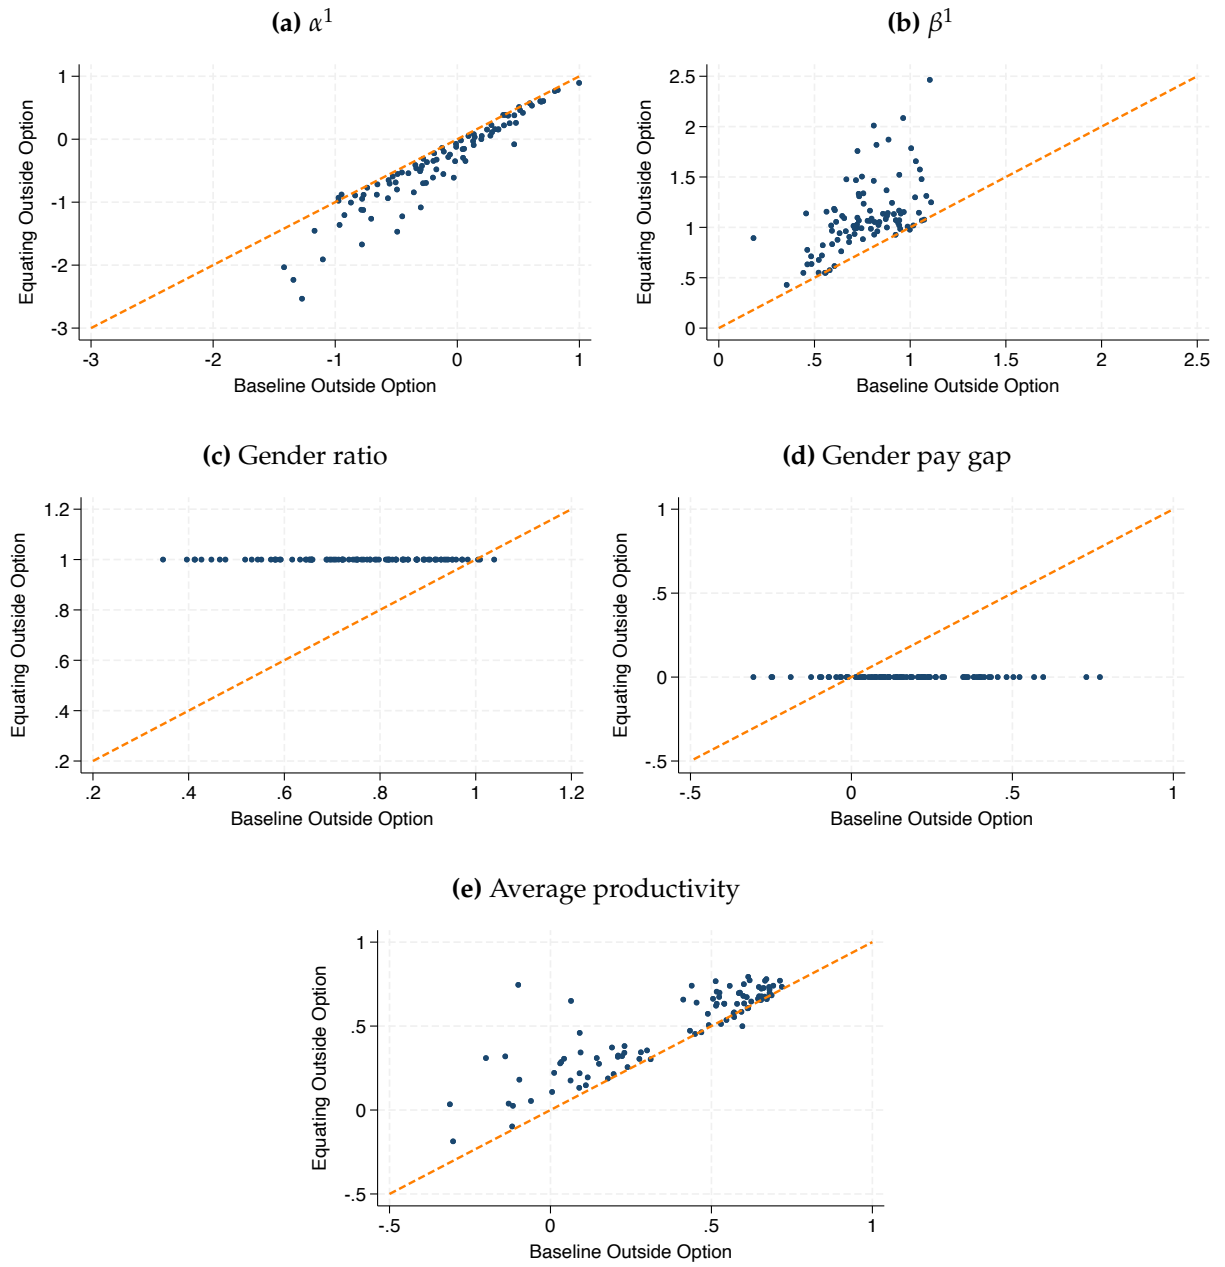 (a) α¹
Equating Outside Option
1
0
-1
-2
-3
-3 -2 -1 0 1
Baseline Outside Option
(b) β¹
Equating Outside Option
2.5
2
1.5
1
.5
0
0 .5 1 1.5 2 2.5
Baseline Outside Option
(c) Gender ratio
Equating Outside Option
1.2
1
.8
.6
.4
.2
.2 .4 .6 .8 1 1.2
Baseline Outside Option
(d) Gender pay gap
Equating Outside Option
1
.5
0
-.5
-.5 0 .5 1
Baseline Outside Option
(e) Average productivity
Equating Outside Option
1
.5
0
-.5
-.5 0 .5 1
Baseline Outside Option